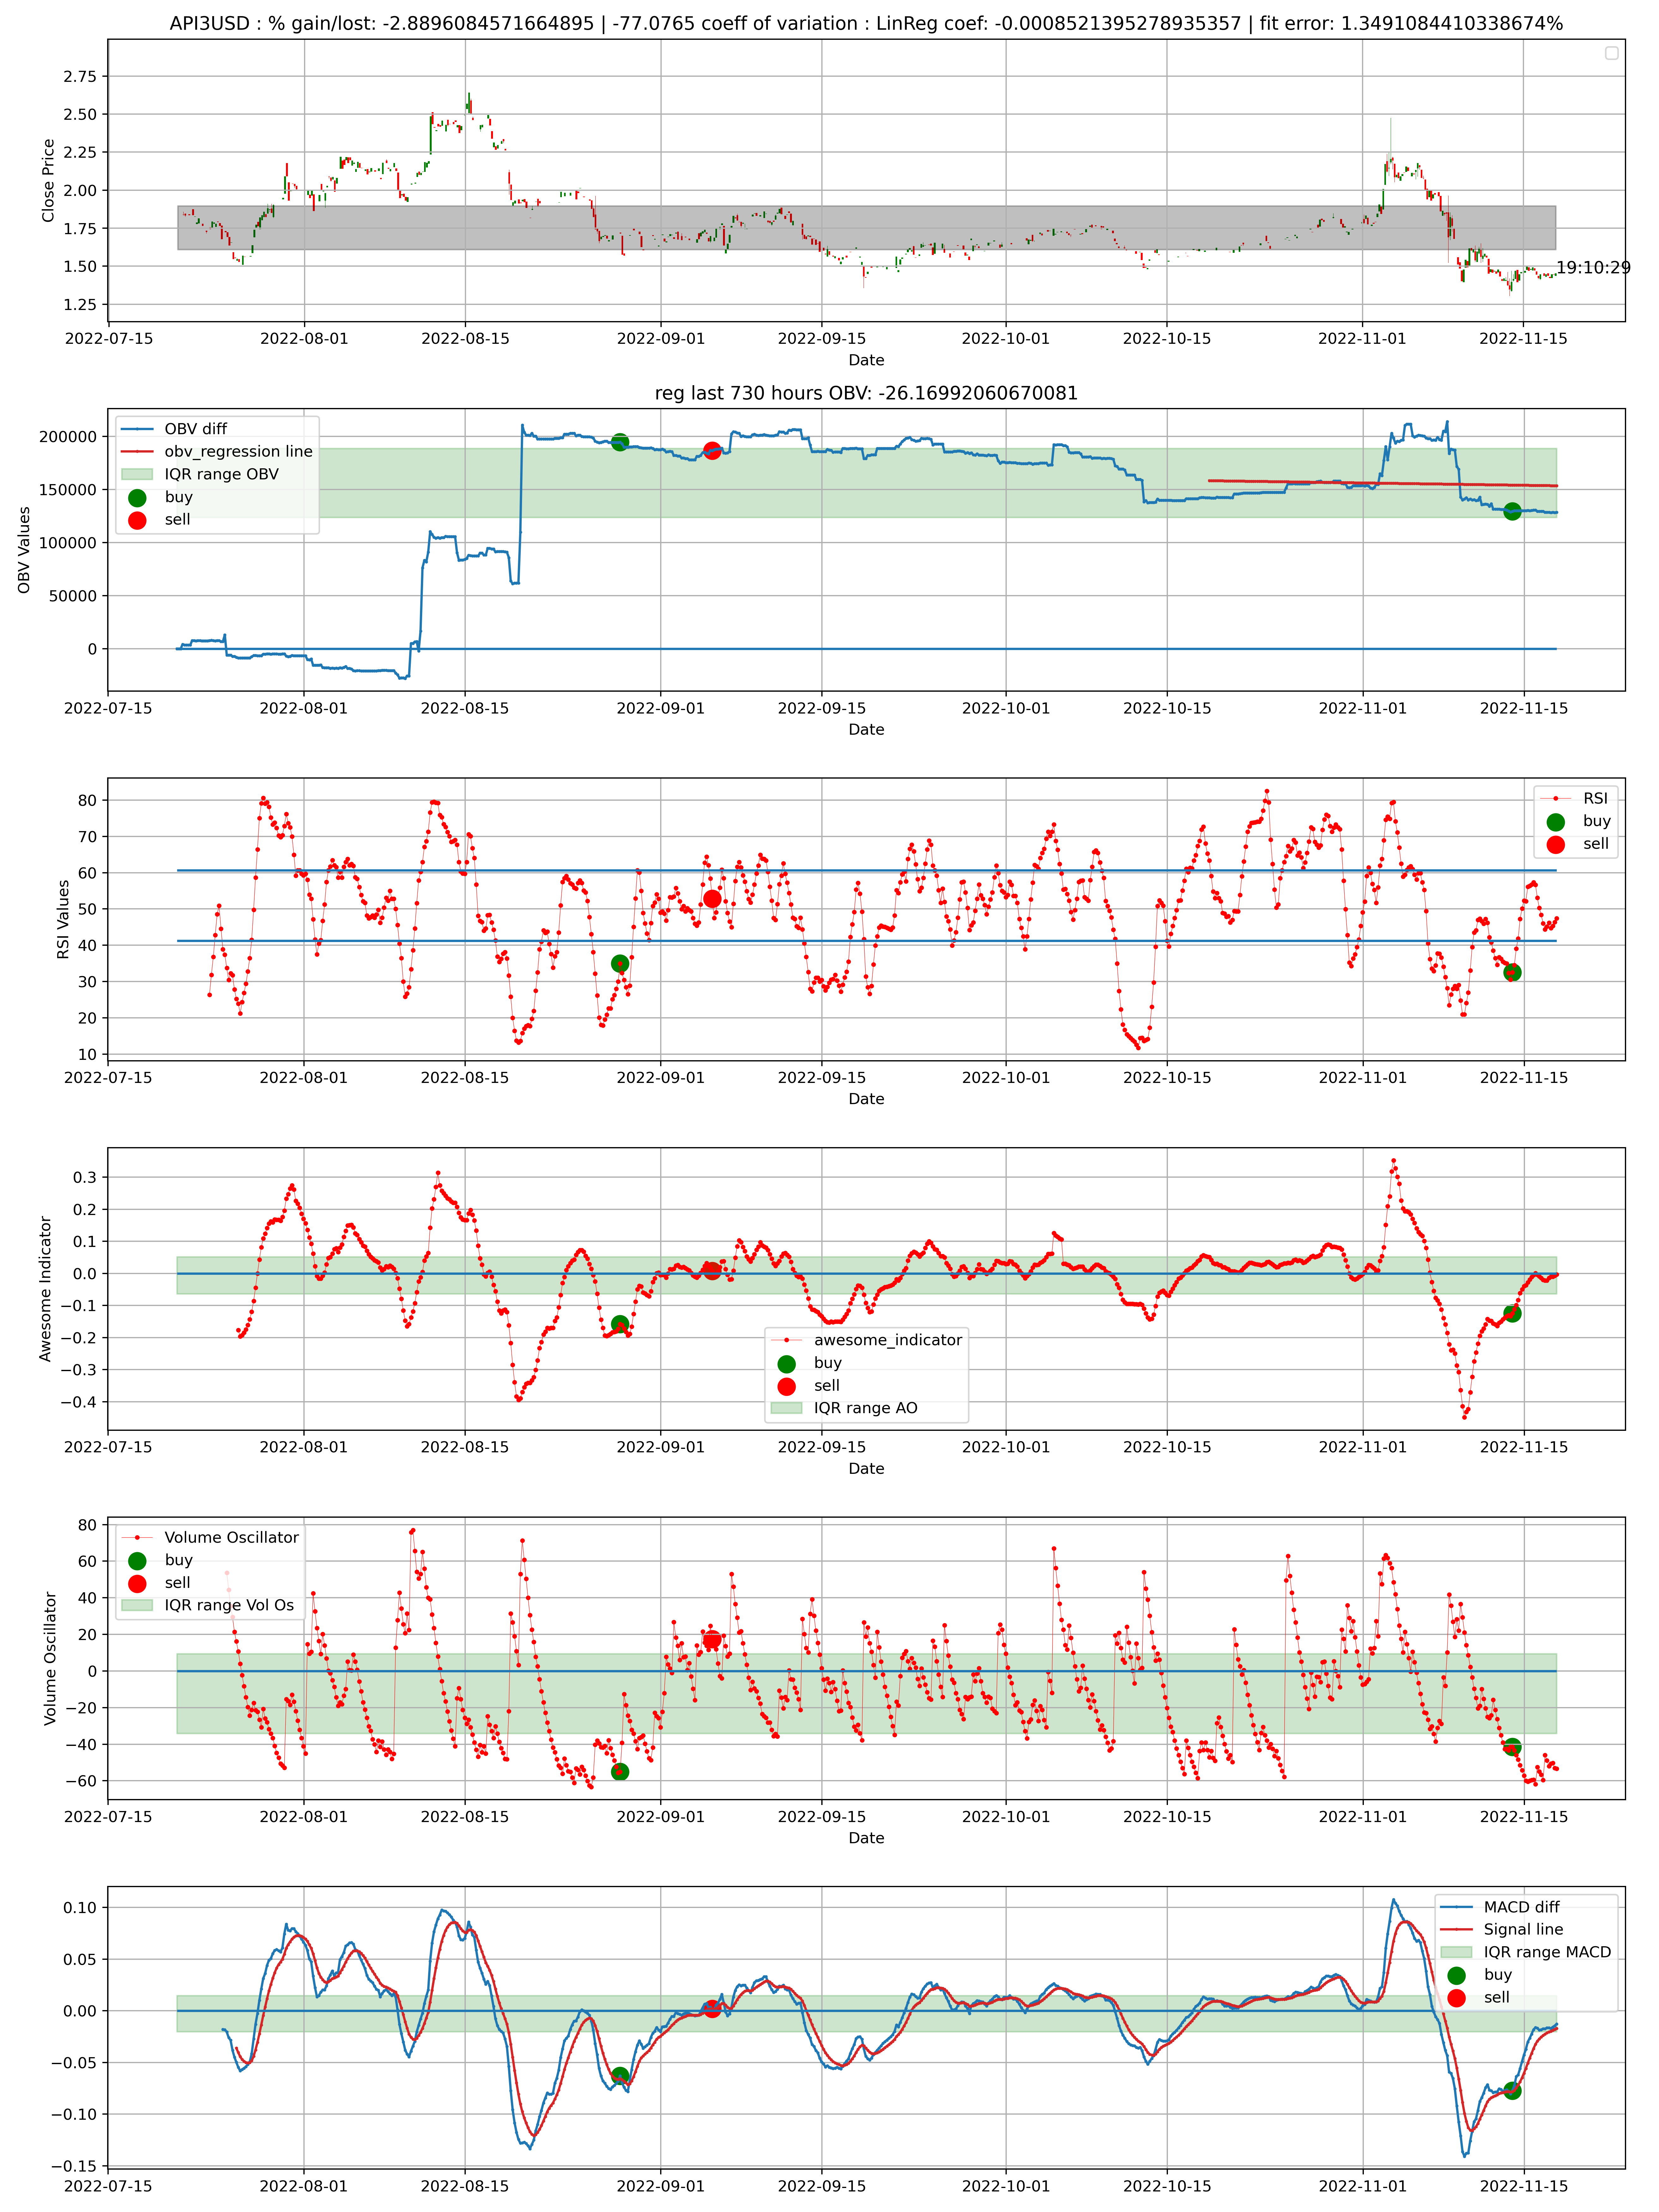 API3USD : % gain/lost: -2.8896084571664895 | -77.0765 coeff of variation : LinReg coef: -0.0008521395278935357 | fit error: 1.3491084410338674%
2.75
2.50
2.25
2.00
1.75
1.50
1.25
Close Price
19:10:29
2022-07-15 2022-08-01 2022-08-15 2022-09-01 2022-09-15 2022-10-01 2022-10-15 2022-11-01 2022-11-15
Date
reg last 730 hours OBV: -26.16992060670081
200000
150000
100000
50000
0
OBV Values
OBV diff
obv_regression line
IQR range OBV
buy
sell
2022-07-15 2022-08-01 2022-08-15 2022-09-01 2022-09-15 2022-10-01 2022-10-15 2022-11-01 2022-11-15
Date
80
70
60
50
40
30
20
10
RSI Values
RSI
buy
sell
2022-07-15 2022-08-01 2022-08-15 2022-09-01 2022-09-15 2022-10-01 2022-10-15 2022-11-01 2022-11-15
Date
0.3
0.2
0.1
0.0
−0.1
−0.2
−0.3
−0.4
Awesome Indicator
awesome_indicator
buy
sell
IQR range AO
2022-07-15 2022-08-01 2022-08-15 2022-09-01 2022-09-15 2022-10-01 2022-10-15 2022-11-01 2022-11-15
Date
80
60
40
20
0
−20
−40
−60
Volume Oscillator
Volume Oscillator
buy
sell
IQR range Vol Os
2022-07-15 2022-08-01 2022-08-15 2022-09-01 2022-09-15 2022-10-01 2022-10-15 2022-11-01 2022-11-15
Date
0.10
0.05
0.00
−0.05
−0.10
−0.15
MACD diff
Signal line
IQR range MACD
buy
sell
2022-07-15 2022-08-01 2022-08-15 2022-09-01 2022-09-15 2022-10-01 2022-10-15 2022-11-01 2022-11-15